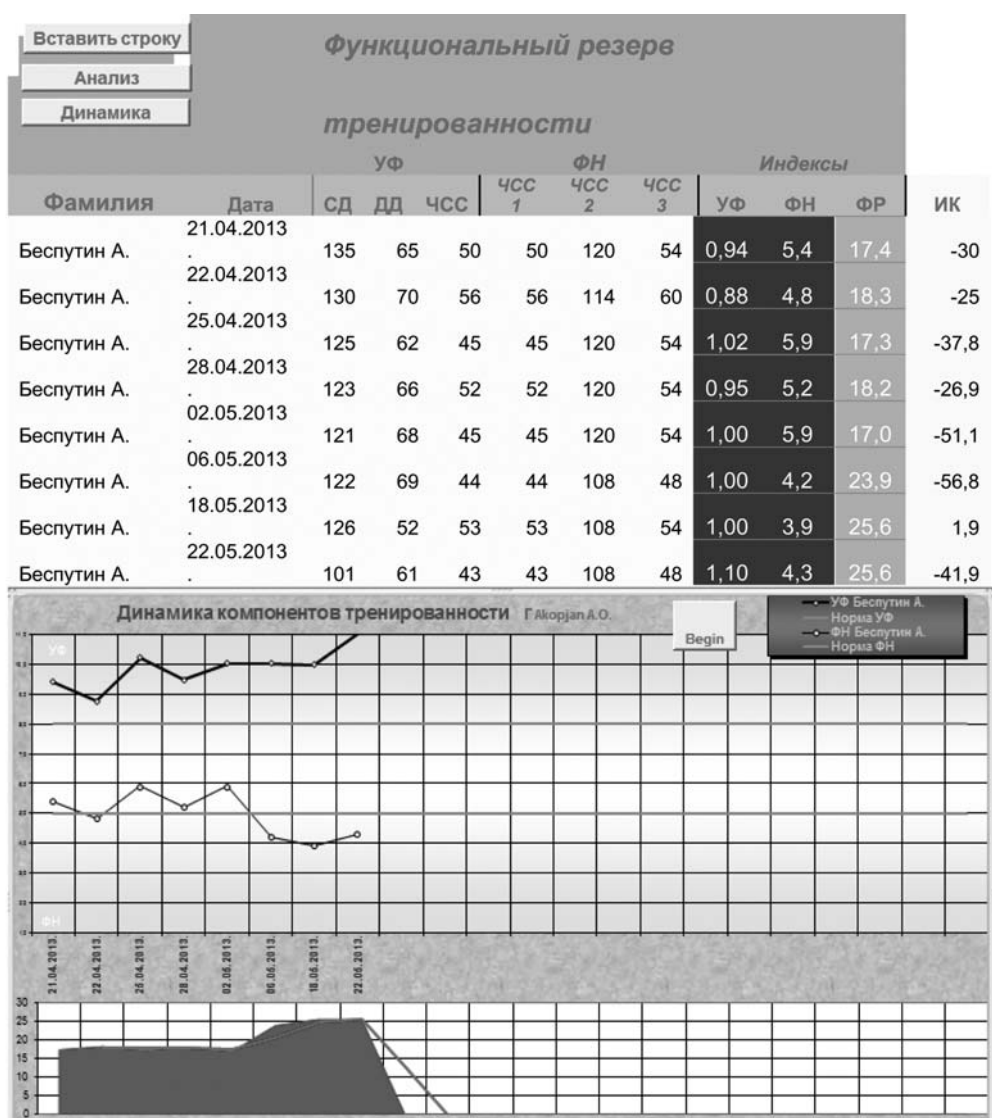 Вставить строку
Функциональный резерв
Анализ
Динамика
тренированности
УФ ФН Индексы
Фамилия Дата СД ДД ЧСС ЧСС 1 ЧСС 2 ЧСС 3 УФ ФН ФР ИК
Беспутин А. 21.04.2013. 135 65 50 50 120 54 0,94 5,4 17,4 -30
Беспутин А. 22.04.2013. 130 70 56 56 114 60 0,88 4,8 18,3 -25
Беспутин А. 25.04.2013. 125 62 45 45 120 54 1,02 5,9 17,3 -37,8
Беспутин А. 28.04.2013. 123 66 52 52 120 54 0,95 5,2 18,2 -26,9
Беспутин А. 02.05.2013. 121 68 45 45 120 54 1,00 5,9 17,0 -51,1
Беспутин А. 06.05.2013. 122 69 44 44 108 48 1,00 4,2 23,9 -56,8
Беспутин А. 18.05.2013. 126 52 53 53 108 54 1,00 3,9 25,6 1,9
Беспутин А. 22.05.2013. 101 61 43 43 108 48 1,10 4,3 25,6 -41,9
Динамика компонентов тренированности Г Akopjan A.O.
Begin
УФ Беспутин А.
Норма УФ
ФН Беспутин А.
Норма ФН
УФ
ФН
21.04.2013.
22.04.2013.
25.04.2013.
28.04.2013.
02.05.2013.
06.05.2013.
18.05.2013.
22.05.2013.
30
25
20
15
10
5
0